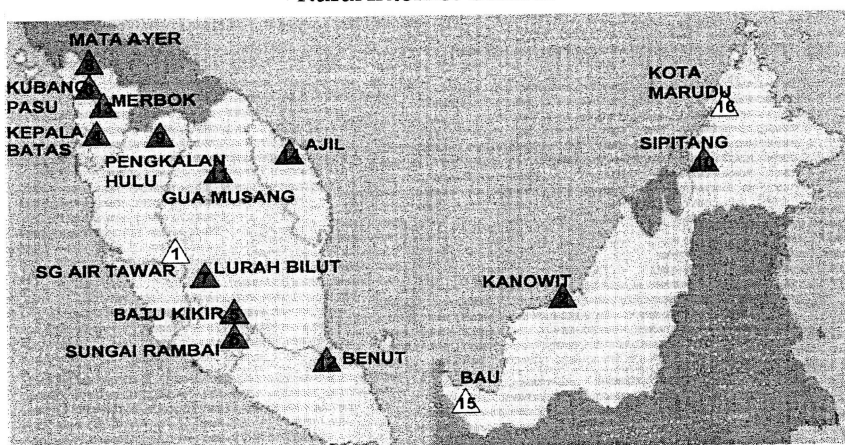 MATA AYER
KUBANG
PASU
MERBOK
KEPALA
BATAS
PENGKALAN
HULU
GUA MUSANG
AJIL
1
SG AIR TAWAR
LURAH BILUT
BATU KIKIR
SUNGAI RAMBAI
BENUT
KOTA
MARUDU
16
SIPITANG
KANOWIT
BAU
15